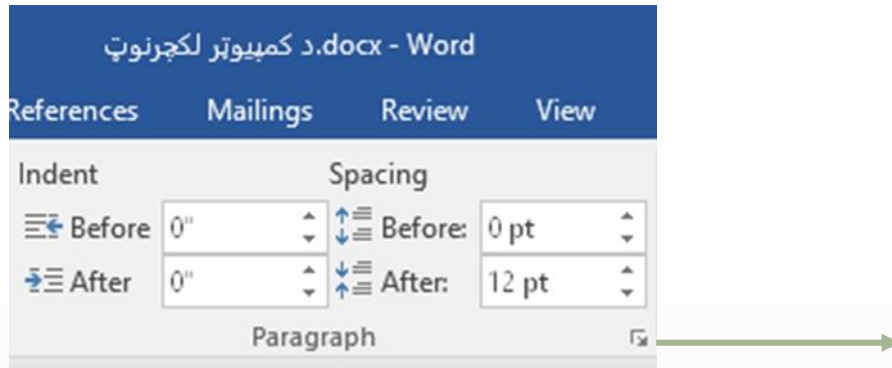 د کمپیوټر لکچرنوټ.docx - Word
References Mailings Review View
Indent Spacing
Before 0" Before: 0 pt
After 0" After: 12 pt
Paragraph